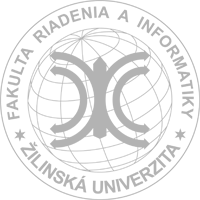 FAKULTA RIADENIA A INFORMATIKY
ŽILINSKÁ UNIVERZITA